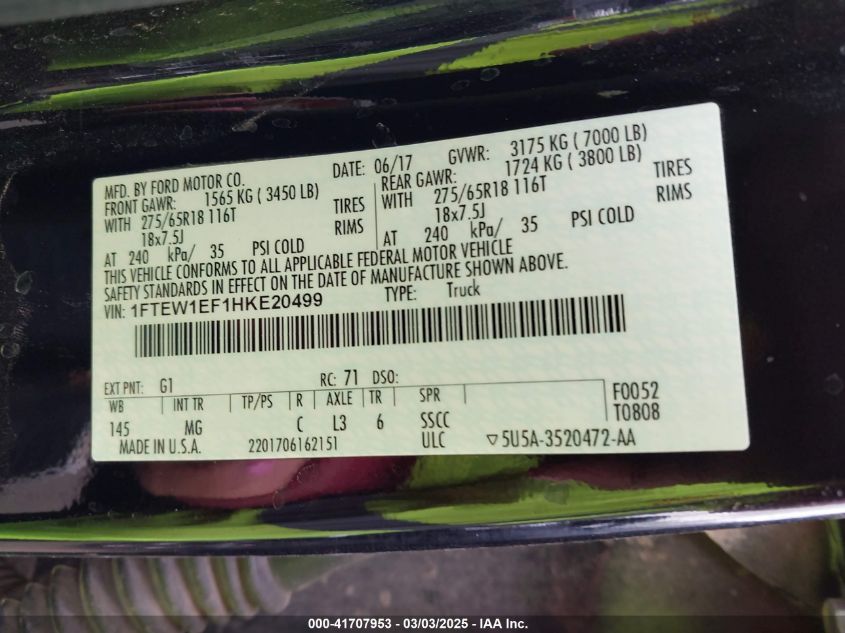 MFD. BY FORD MOTOR CO. DATE: 06/17 GVWR: 3175 KG ( 7000 LB)
FRONT GAWR: 1565 KG ( 3450 LB) REAR GAWR: 1724 KG ( 3800 LB)
WITH 275/65R18 116T TIRES WITH 275/65R18 116T TIRES
18x7.5J RIMS 18x7.5J RIMS
AT 240 kPa/ 35 PSI COLD AT 240 kPa/ 35 PSI COLD
THIS VEHICLE CONFORMS TO ALL APPLICABLE FEDERAL MOTOR VEHICLE
SAFETY STANDARDS IN EFFECT ON THE DATE OF MANUFACTURE SHOWN ABOVE.
VIN: 1FTEW1EF1HKE20499 TYPE: Truck
EXT PNT: G1 RC: 71 DSO:
WB INT TR TP/PS R AXLE TR SPR F0052
145 MG C L3 6 SSCC T0808
MADE IN U.S.A. 2201706162151 ULC ▽5U5A-3520472-AA
000-41707953 / 03/03/2025 - IAA Inc.